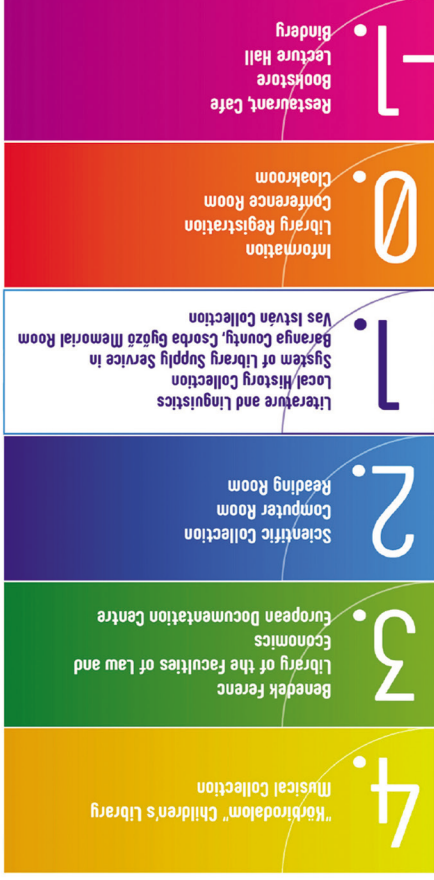 4.
"Körbirodalom" Children's Library
Musical Collection
3.
Benedek Ferenc
Library of the Faculties of Law and
Economics
European Documentation Centre
2.
Scientific Collection
Computer Room
Reading Room
1.
Literature and Linguistics
Local History Collection
System of Library Supply Service in
Baranya County, Csorba Győző Memorial Room
Vas István Collection
0.
Information
Library Registration
Conference Room
Cloakroom
-1.
Restaurant, Cafe
Bookstore
Lecture Hall
Bindery